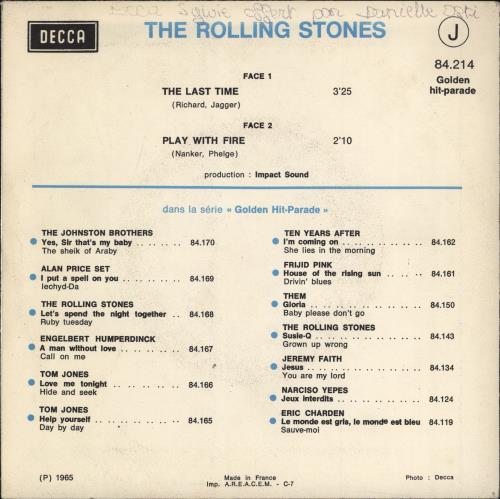 DECCA
THE ROLLING STONES
J
84.214
Golden
hit-parade
FACE 1
THE LAST TIME 3'25
(Richard, Jagger)
FACE 2
PLAY WITH FIRE 2'10
(Nanker, Phelge)
production : Impact Sound
dans la série « Golden Hit-Parade »
THE JOHNSTON BROTHERS
Yes, Sir that's my baby . . . . . . 84.170
The sheik of Araby
ALAN PRICE SET
I put a spell on you . . . . . . . . 84.169
Iechyd-Da
THE ROLLING STONES
Let's spend the night together . . 84.168
Ruby tuesday
ENGELBERT HUMPERDINCK
A man without love . . . . . . . . 84.167
Call on me
TOM JONES
Love me tonight . . . . . . . . . . 84.166
Hide and seek
TOM JONES
Help yourself . . . . . . . . . . . . 84.165
Day by day
TEN YEARS AFTER
I'm coming on . . . . . . . . . . . . 84.162
She lies in the morning
FRIJID PINK
House of the rising sun . . . . . . 84.161
Drivin' blues
THEM
Gloria . . . . . . . . . . . . . . . . 84.150
Baby please don't go
THE ROLLING STONES
Susie-Q . . . . . . . . . . . . . . . 84.143
Grown up wrong
JEREMY FAITH
Jesus . . . . . . . . . . . . . . . . 84.134
You are my lord
NARCISO YEPES
Jeux interdits . . . . . . . . . . . . 84.124
ERIC CHARDEN
Le monde est gris, le monde est bleu 84.119
Sauve-moi
(P) 1965
Made in France
Imp. A.R.E.A.C.E.M. - C-7
Photo : Decca